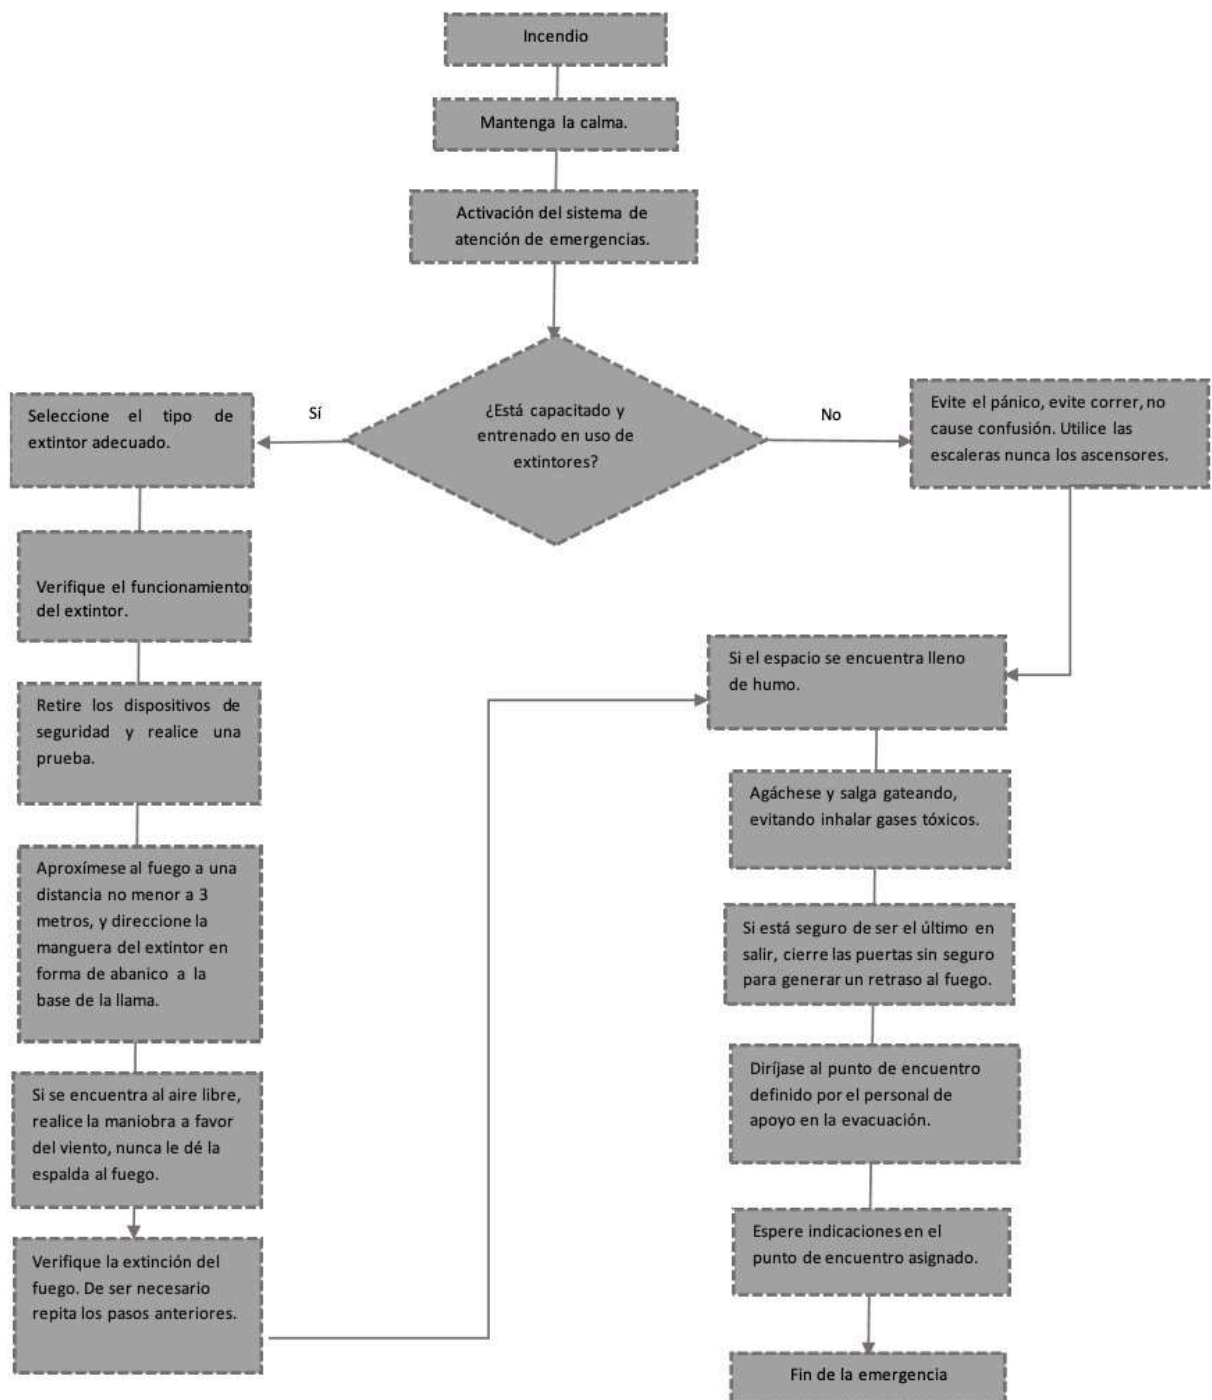 Incendio
Mantenga la calma.
Activación del sistema de
atención de emergencias.
¿Está capacitado y
entrenado en uso de
extintores?
Sí
No
Seleccione el tipo de
extintor adecuado.
Verifique el funcionamiento
del extintor.
Retire los dispositivos de
seguridad y realice una
prueba.
Aproxímese al fuego a una
distancia no menor a 3
metros, y direccione la
manguera del extintor en
forma de abanico a la
base de la llama.
Si se encuentra al aire libre,
realice la maniobra a favor
del viento, nunca le dé la
espalda al fuego.
Verifique la extinción del
fuego. De ser necesario
repita los pasos anteriores.
Evite el pánico, evite correr, no
cause confusión. Utilice las
escaleras nunca los ascensores.
Si el espacio se encuentra lleno
de humo.
Agáchese y salga gateando,
evitando inhalar gases tóxicos.
Si está seguro de ser el último en
salir, cierre las puertas sin seguro
para generar un retraso al fuego.
Diríjase al punto de encuentro
definido por el personal de
apoyo en la evacuación.
Espere indicaciones en el
punto de encuentro asignado.
Fin de la emergencia